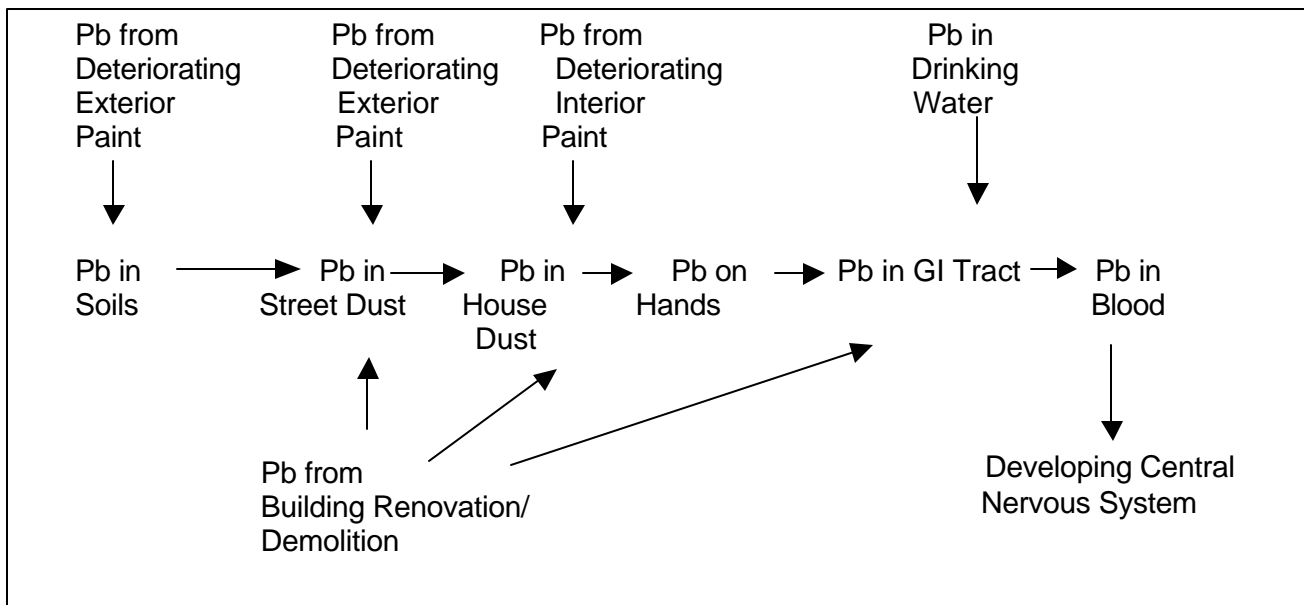 Pb from
Deteriorating
Exterior
Paint
Pb from
Deteriorating
Exterior
Paint
Pb from
Deteriorating
Interior
Paint
Pb in
Drinking
Water
Pb in
Soils
Pb in
Street Dust
Pb in
House
Dust
Pb on
Hands
Pb in GI Tract
Pb in
Blood
Pb from
Building Renovation/
Demolition
Developing Central
Nervous System